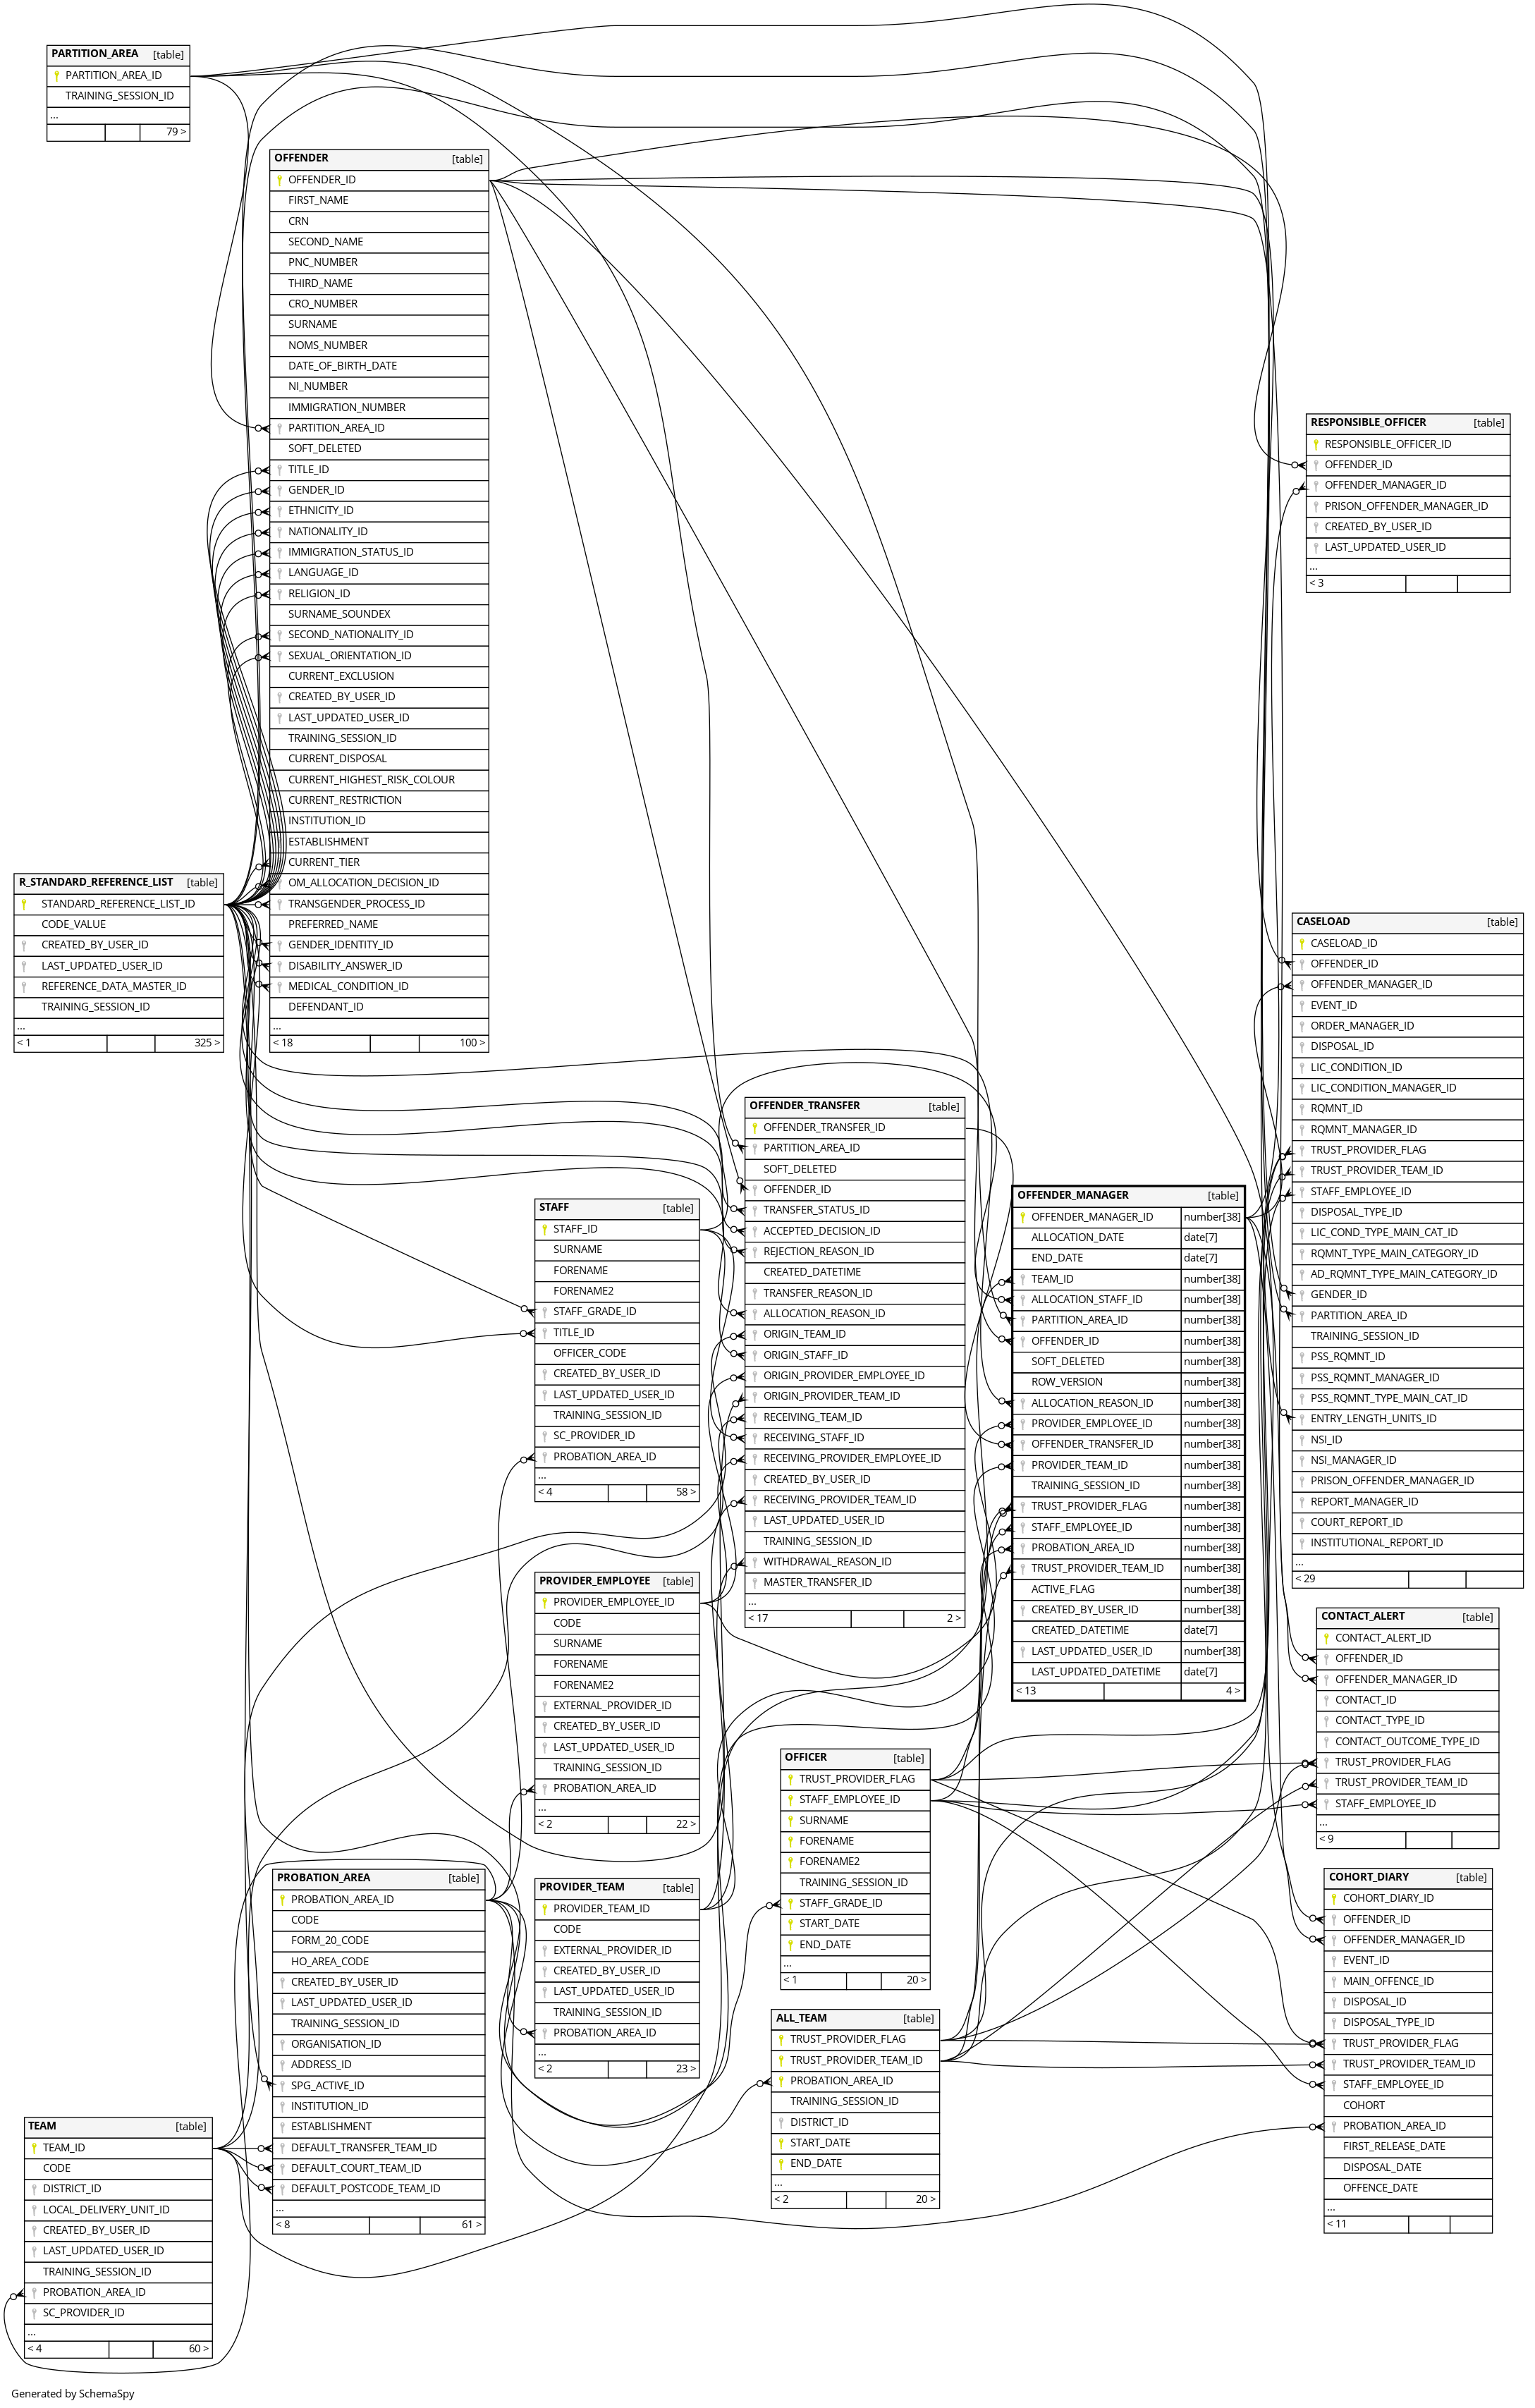 PARTITION_AREA [table]
PARTITION_AREA_ID
TRAINING_SESSION_ID
...
79 >
OFFENDER [table]
OFFENDER_ID
FIRST_NAME
CRN
SECOND_NAME
PNC_NUMBER
THIRD_NAME
CRO_NUMBER
SURNAME
NOMS_NUMBER
DATE_OF_BIRTH_DATE
NI_NUMBER
IMMIGRATION_NUMBER
PARTITION_AREA_ID
SOFT_DELETED
TITLE_ID
GENDER_ID
ETHNICITY_ID
NATIONALITY_ID
IMMIGRATION_STATUS_ID
LANGUAGE_ID
RELIGION_ID
SURNAME_SOUNDEX
SECOND_NATIONALITY_ID
SEXUAL_ORIENTATION_ID
CURRENT_EXCLUSION
CREATED_BY_USER_ID
LAST_UPDATED_USER_ID
TRAINING_SESSION_ID
CURRENT_DISPOSAL
CURRENT_HIGHEST_RISK_COLOUR
CURRENT_RESTRICTION
INSTITUTION_ID
ESTABLISHMENT
CURRENT_TIER
OM_ALLOCATION_DECISION_ID
TRANSGENDER_PROCESS_ID
PREFERRED_NAME
GENDER_IDENTITY_ID
DISABILITY_ANSWER_ID
MEDICAL_CONDITION_ID
DEFENDANT_ID
...
< 18 100 >
RESPONSIBLE_OFFICER [table]
RESPONSIBLE_OFFICER_ID
OFFENDER_ID
OFFENDER_MANAGER_ID
PRISON_OFFENDER_MANAGER_ID
CREATED_BY_USER_ID
LAST_UPDATED_USER_ID
...
< 3
R_STANDARD_REFERENCE_LIST [table]
STANDARD_REFERENCE_LIST_ID
CODE_VALUE
CREATED_BY_USER_ID
LAST_UPDATED_USER_ID
REFERENCE_DATA_MASTER_ID
TRAINING_SESSION_ID
...
< 1 325 >
CASELOAD [table]
CASELOAD_ID
OFFENDER_ID
OFFENDER_MANAGER_ID
EVENT_ID
ORDER_MANAGER_ID
DISPOSAL_ID
LIC_CONDITION_ID
LIC_CONDITION_MANAGER_ID
RQMNT_ID
RQMNT_MANAGER_ID
TRUST_PROVIDER_FLAG
TRUST_PROVIDER_TEAM_ID
STAFF_EMPLOYEE_ID
DISPOSAL_TYPE_ID
LIC_COND_TYPE_MAIN_CAT_ID
RQMNT_TYPE_MAIN_CATEGORY_ID
AD_RQMNT_TYPE_MAIN_CATEGORY_ID
GENDER_ID
PARTITION_AREA_ID
TRAINING_SESSION_ID
PSS_RQMNT_ID
PSS_RQMNT_MANAGER_ID
PSS_RQMNT_TYPE_MAIN_CAT_ID
ENTRY_LENGTH_UNITS_ID
NSI_ID
NSI_MANAGER_ID
PRISON_OFFENDER_MANAGER_ID
REPORT_MANAGER_ID
COURT_REPORT_ID
INSTITUTIONAL_REPORT_ID
...
< 29
OFFENDER_TRANSFER [table]
OFFENDER_TRANSFER_ID
PARTITION_AREA_ID
SOFT_DELETED
OFFENDER_ID
TRANSFER_STATUS_ID
ACCEPTED_DECISION_ID
REJECTION_REASON_ID
CREATED_DATETIME
TRANSFER_REASON_ID
ALLOCATION_REASON_ID
ORIGIN_TEAM_ID
ORIGIN_STAFF_ID
ORIGIN_PROVIDER_EMPLOYEE_ID
ORIGIN_PROVIDER_TEAM_ID
RECEIVING_TEAM_ID
RECEIVING_STAFF_ID
RECEIVING_PROVIDER_EMPLOYEE_ID
CREATED_BY_USER_ID
RECEIVING_PROVIDER_TEAM_ID
LAST_UPDATED_USER_ID
TRAINING_SESSION_ID
WITHDRAWAL_REASON_ID
MASTER_TRANSFER_ID
...
< 17 2 >
OFFENDER_MANAGER [table]
OFFENDER_MANAGER_ID number[38]
ALLOCATION_DATE date[7]
END_DATE date[7]
TEAM_ID number[38]
ALLOCATION_STAFF_ID number[38]
PARTITION_AREA_ID number[38]
OFFENDER_ID number[38]
SOFT_DELETED number[38]
ROW_VERSION number[38]
ALLOCATION_REASON_ID number[38]
PROVIDER_EMPLOYEE_ID number[38]
OFFENDER_TRANSFER_ID number[38]
PROVIDER_TEAM_ID number[38]
TRAINING_SESSION_ID number[38]
TRUST_PROVIDER_FLAG number[38]
STAFF_EMPLOYEE_ID number[38]
PROBATION_AREA_ID number[38]
TRUST_PROVIDER_TEAM_ID number[38]
ACTIVE_FLAG number[38]
CREATED_BY_USER_ID number[38]
CREATED_DATETIME date[7]
LAST_UPDATED_USER_ID number[38]
LAST_UPDATED_DATETIME date[7]
< 13 4 >
STAFF [table]
STAFF_ID
SURNAME
FORENAME
FORENAME2
STAFF_GRADE_ID
TITLE_ID
OFFICER_CODE
CREATED_BY_USER_ID
LAST_UPDATED_USER_ID
TRAINING_SESSION_ID
SC_PROVIDER_ID
PROBATION_AREA_ID
...
< 4 58 >
PROVIDER_EMPLOYEE [table]
PROVIDER_EMPLOYEE_ID
CODE
SURNAME
FORENAME
FORENAME2
EXTERNAL_PROVIDER_ID
CREATED_BY_USER_ID
LAST_UPDATED_USER_ID
TRAINING_SESSION_ID
PROBATION_AREA_ID
...
< 2 22 >
CONTACT_ALERT [table]
CONTACT_ALERT_ID
OFFENDER_ID
OFFENDER_MANAGER_ID
CONTACT_ID
CONTACT_TYPE_ID
CONTACT_OUTCOME_TYPE_ID
TRUST_PROVIDER_FLAG
TRUST_PROVIDER_TEAM_ID
STAFF_EMPLOYEE_ID
...
< 9
OFFICER [table]
TRUST_PROVIDER_FLAG
STAFF_EMPLOYEE_ID
SURNAME
FORENAME
FORENAME2
TRAINING_SESSION_ID
STAFF_GRADE_ID
START_DATE
END_DATE
...
< 1 20 >
PROBATION_AREA [table]
PROBATION_AREA_ID
CODE
FORM_20_CODE
HO_AREA_CODE
CREATED_BY_USER_ID
LAST_UPDATED_USER_ID
TRAINING_SESSION_ID
ORGANISATION_ID
ADDRESS_ID
SPG_ACTIVE_ID
INSTITUTION_ID
ESTABLISHMENT
DEFAULT_TRANSFER_TEAM_ID
DEFAULT_COURT_TEAM_ID
DEFAULT_POSTCODE_TEAM_ID
...
< 8 61 >
PROVIDER_TEAM [table]
PROVIDER_TEAM_ID
CODE
EXTERNAL_PROVIDER_ID
CREATED_BY_USER_ID
LAST_UPDATED_USER_ID
TRAINING_SESSION_ID
PROBATION_AREA_ID
...
< 2 23 >
COHORT_DIARY [table]
COHORT_DIARY_ID
OFFENDER_ID
OFFENDER_MANAGER_ID
EVENT_ID
MAIN_OFFENCE_ID
DISPOSAL_ID
DISPOSAL_TYPE_ID
TRUST_PROVIDER_FLAG
TRUST_PROVIDER_TEAM_ID
STAFF_EMPLOYEE_ID
COHORT
PROBATION_AREA_ID
FIRST_RELEASE_DATE
DISPOSAL_DATE
OFFENCE_DATE
...
< 11
ALL_TEAM [table]
TRUST_PROVIDER_FLAG
TRUST_PROVIDER_TEAM_ID
PROBATION_AREA_ID
TRAINING_SESSION_ID
DISTRICT_ID
START_DATE
END_DATE
...
< 2 20 >
TEAM [table]
TEAM_ID
CODE
DISTRICT_ID
LOCAL_DELIVERY_UNIT_ID
CREATED_BY_USER_ID
LAST_UPDATED_USER_ID
TRAINING_SESSION_ID
PROBATION_AREA_ID
SC_PROVIDER_ID
...
< 4 60 >
Generated by SchemaSpy